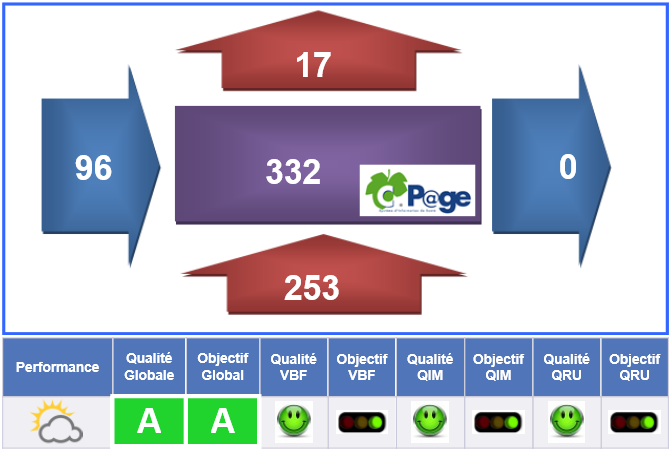 17
96
332
0
C.P@ge
253
Performance
Qualité
Globale
Objectif
Global
Qualité
VBF
Objectif
VBF
Qualité
QIM
Objectif
QIM
Qualité
QRU
Objectif
QRU
A
A